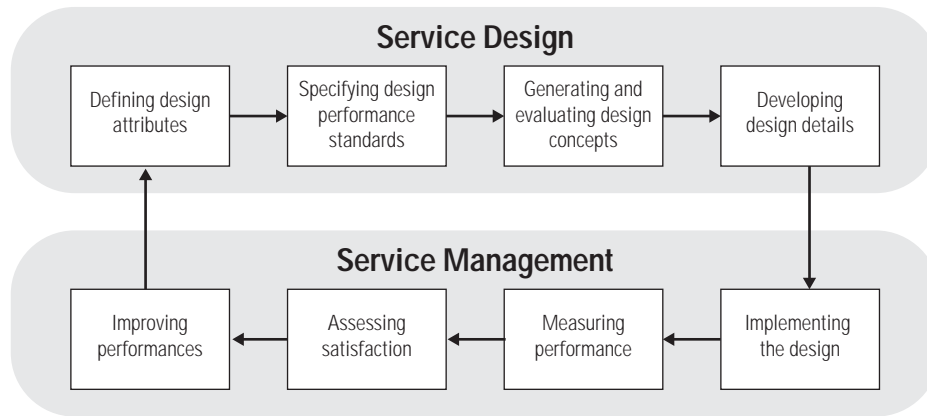 Service Design
Defining design
attributes
Specifying design
performance
standards
Generating and
evaluating design
concepts
Developing
design details
Service Management
Improving
performances
Assessing
satisfaction
Measuring
performance
Implementing
the design